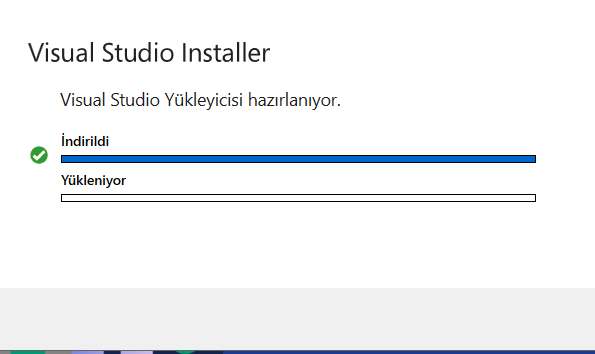 Visual Studio Installer
Visual Studio Yükleyicisi hazırlanıyor.
İndirildi
Yükleniyor